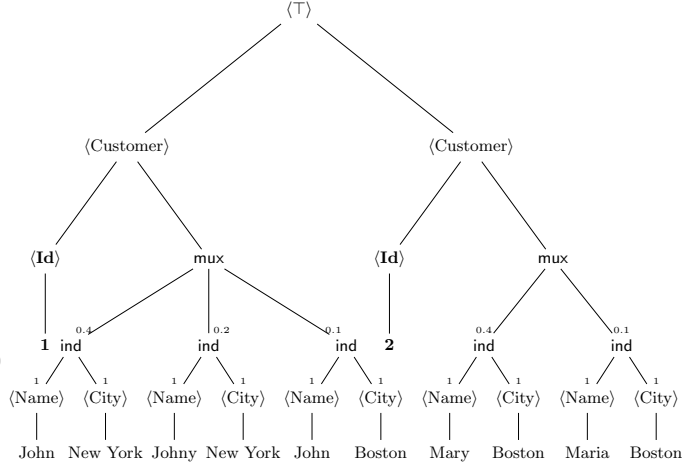 ⟨⊤⟩
⟨Customer⟩ ⟨Customer⟩
⟨Id⟩ mux ⟨Id⟩ mux
0.4 0.2 0.1 0.4 0.1
1 ind ind ind 2 ind ind
1 1 1 1 1 1 1 1 1 1
⟨Name⟩ ⟨City⟩ ⟨Name⟩ ⟨City⟩ ⟨Name⟩ ⟨City⟩ ⟨Name⟩ ⟨City⟩ ⟨Name⟩ ⟨City⟩
John New York Johny New York John Boston Mary Boston Maria Boston